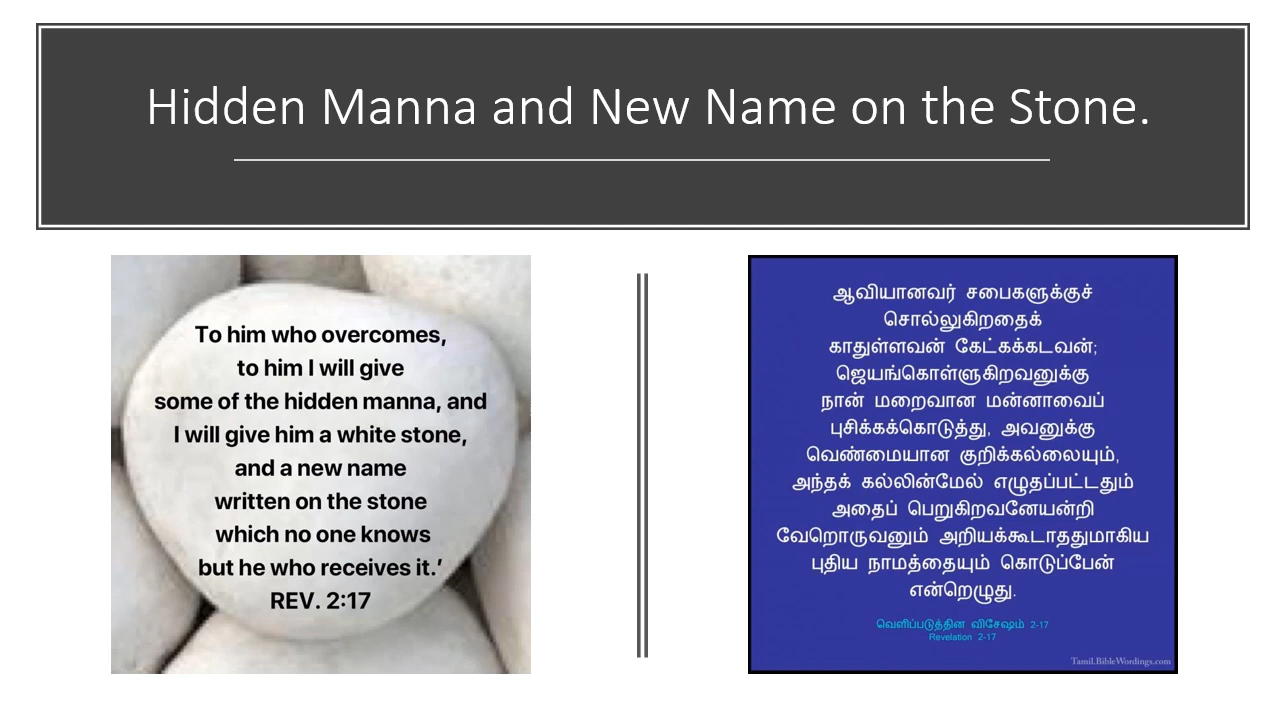 Hidden Manna and New Name on the Stone.
To him who overcomes,
to him I will give
some of the hidden manna, and
I will give him a white stone,
and a new name
written on the stone
which no one knows
but he who receives it.’
REV. 2:17
ஆவியானவர் சபைகளுக்குச்
சொல்லுகிறதைக்
காதுள்ளவன் கேட்கக்கடவன்;
ஜெயங்கொள்ளுகிறவனுக்கு
நான் மறைவான மன்னாவைப்
புசிக்கக்கொடுத்து, அவனுக்கு
வெண்மையான குறிக்கல்லையும்,
அந்தக் கல்லின்மேல் எழுதப்பட்டதும்
அதைப் பெறுகிறவனேயன்றி
வேறொருவனும் அறியக்கூடாததுமாகிய
புதிய நாமத்தையும் கொடுப்பேன்
என்றெழுது.
வெளிப்படுத்தின விசேஷம் 2-17
Revelation 2-17
Tamil.BibleWordings.com